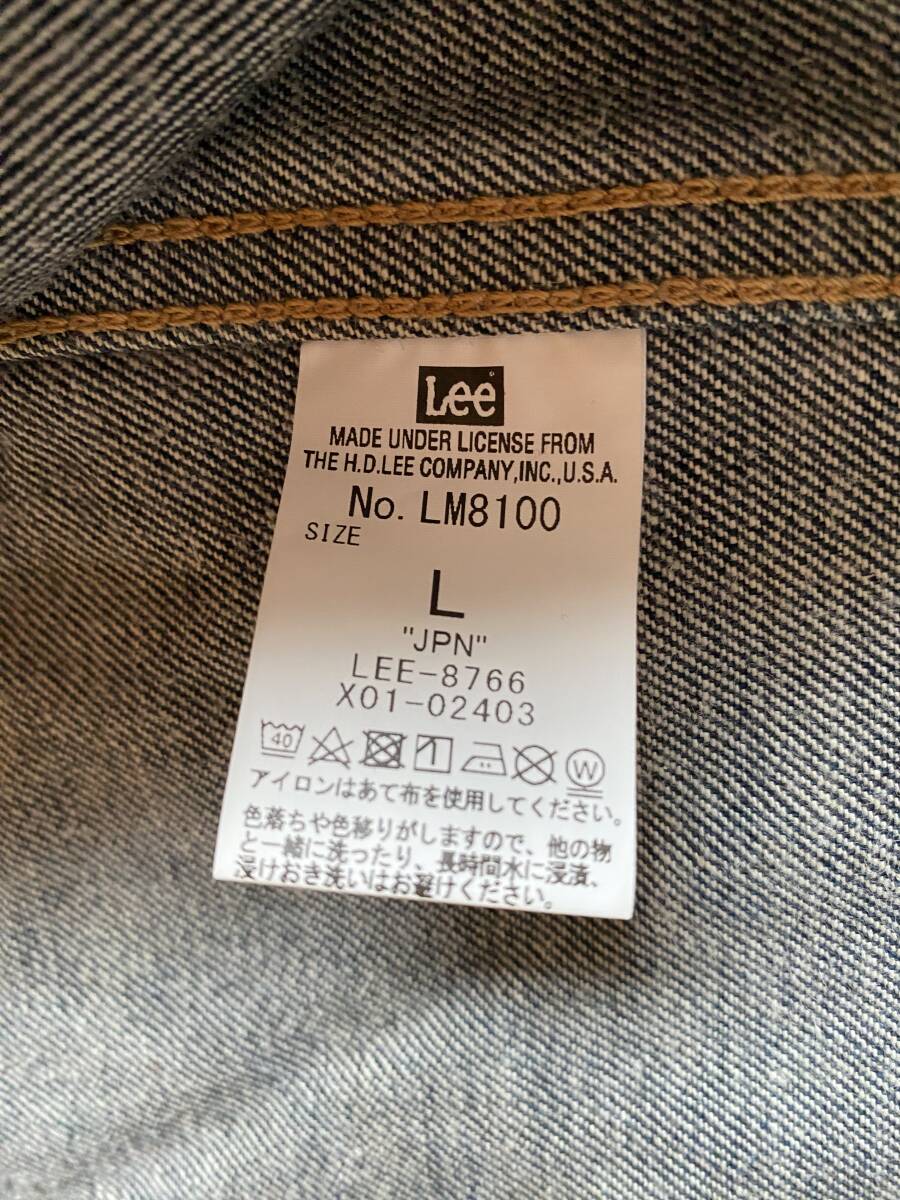 Lee
MADE UNDER LICENSE FROM
THE H.D.LEE COMPANY,INC.,U.S.A.
No. LM8100
SIZE
L
"JPN"
LEE-8766
X01-02403
40 1 W
アイロンはあて布を使用してください。
色落ちや色移りがしますので、他の物
と一緒に洗ったり、長時間水に浸漬、
浸けおき洗いはお避けください。